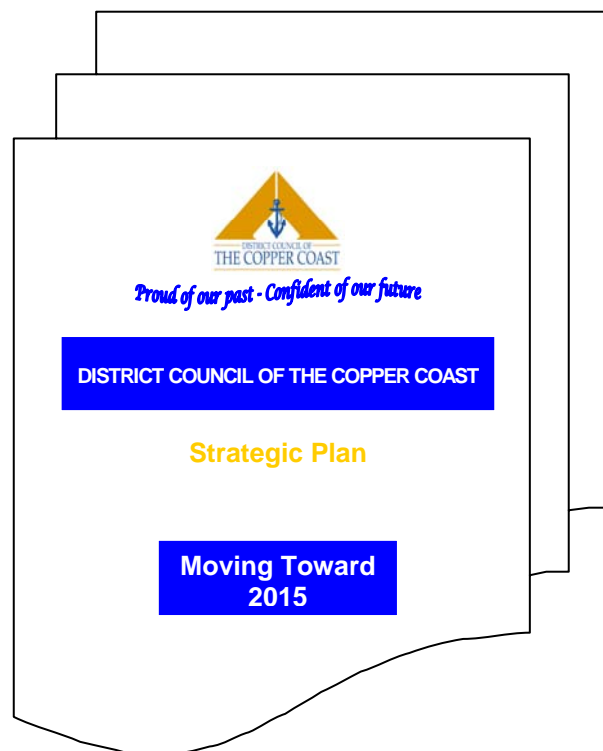 DISTRICT COUNCIL OF
THE COPPER COAST
Proud of our past - Confident of our future
DISTRICT COUNCIL OF THE COPPER COAST
Strategic Plan
Moving Toward
2015